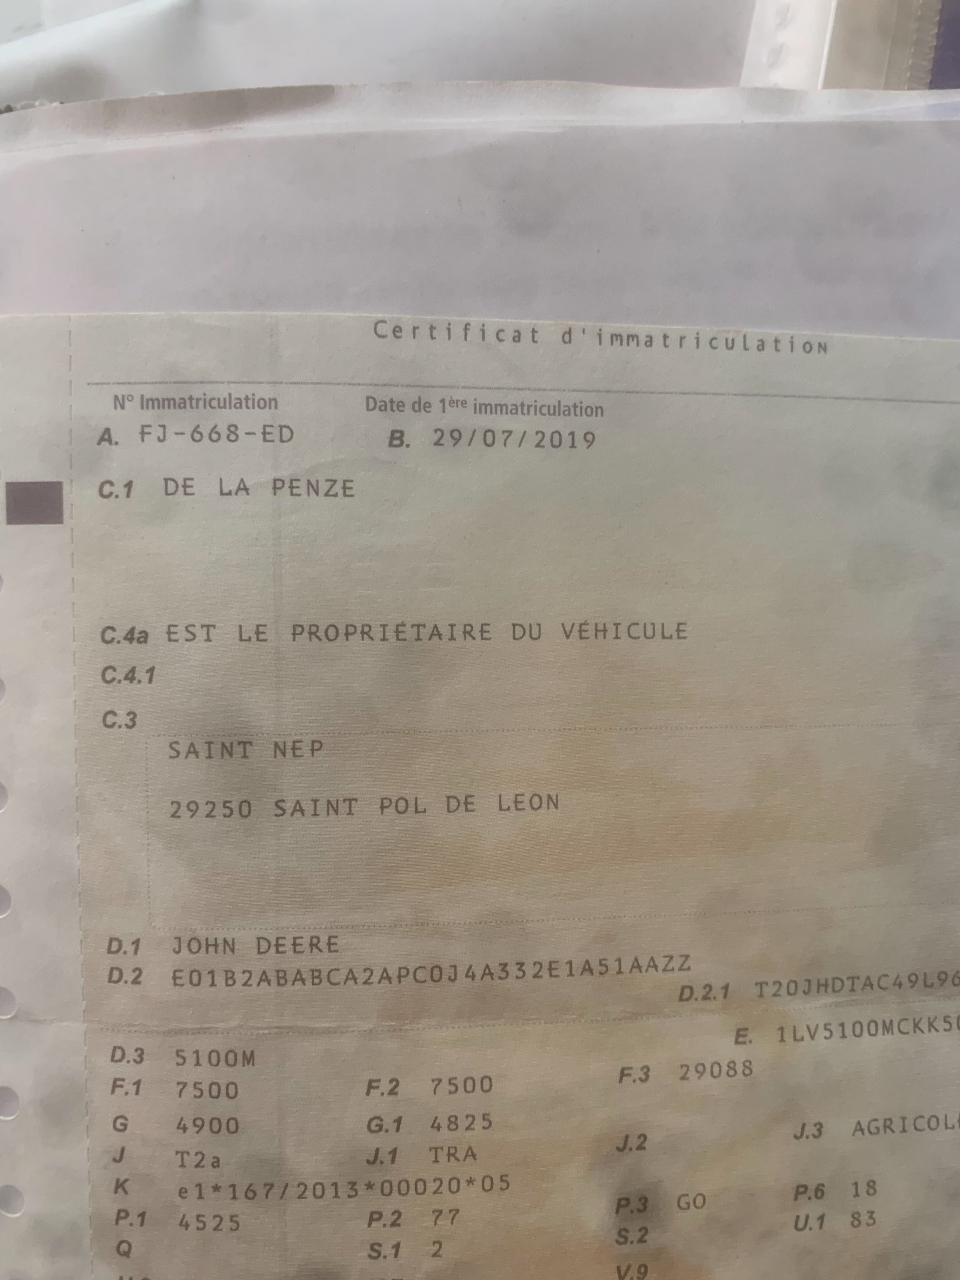 Certificat d'immatriculation
N° Immatriculation Date de 1ère immatriculation
A. FJ-668-ED B. 29/07/2019
C.1 DE LA PENZE
C.4a EST LE PROPRIÉTAIRE DU VÉHICULE
C.4.1
C.3
SAINT NEP
29250 SAINT POL DE LEON
D.1 JOHN DEERE
D.2 E01B2ABABCA2APC0J4A332E1A51AAZZ
D.2.1 T20JHDTAC49L96
E. 1LV5100MCKK5
D.3 5100M
F.1 7500 F.2 7500 F.3 29088
G 4900 G.1 4825
J T2a J.1 TRA J.2 J.3 AGRICOL
K e1*167/2013*00020*05
P.1 4525 P.2 77 P.3 GO P.6 18
Q S.1 2 S.2 U.1 83
V.9